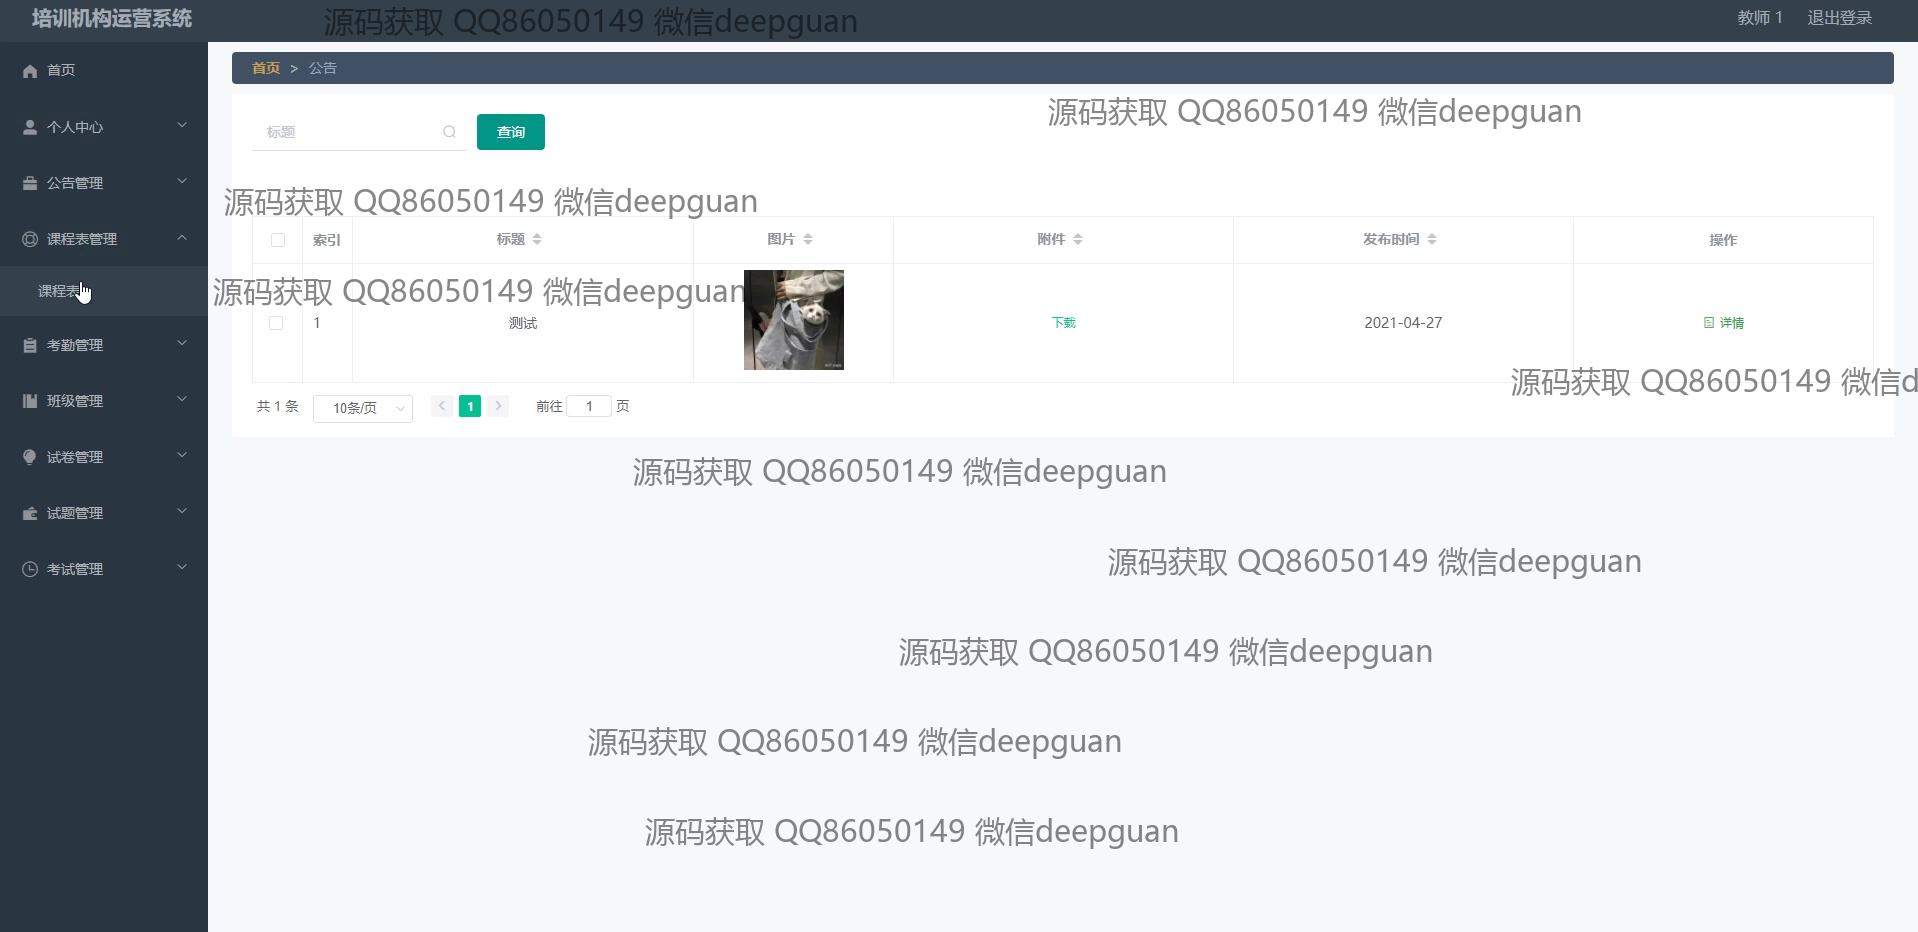 培训机构运营系统
源码获取 QQ86050149 微信deepguan
教师 1 退出登录
首页
首页 > 公告
源码获取 QQ86050149 微信deepguan
个人中心
标题
查询
公告管理
源码获取 QQ86050149 微信deepguan
课程表管理
索引 标题 图片 附件 发布时间 操作
课程表
源码获取 QQ86050149 微信deepguan
1 测试 下载 2021-04-27 详情
考勤管理
源码获取 QQ86050149 微信d
班级管理
共 1 条 10条/页 1 前往 1 页
试卷管理
源码获取 QQ86050149 微信deepguan
试题管理
考试管理
源码获取 QQ86050149 微信deepguan
源码获取 QQ86050149 微信deepguan
源码获取 QQ86050149 微信deepguan
源码获取 QQ86050149 微信deepguan